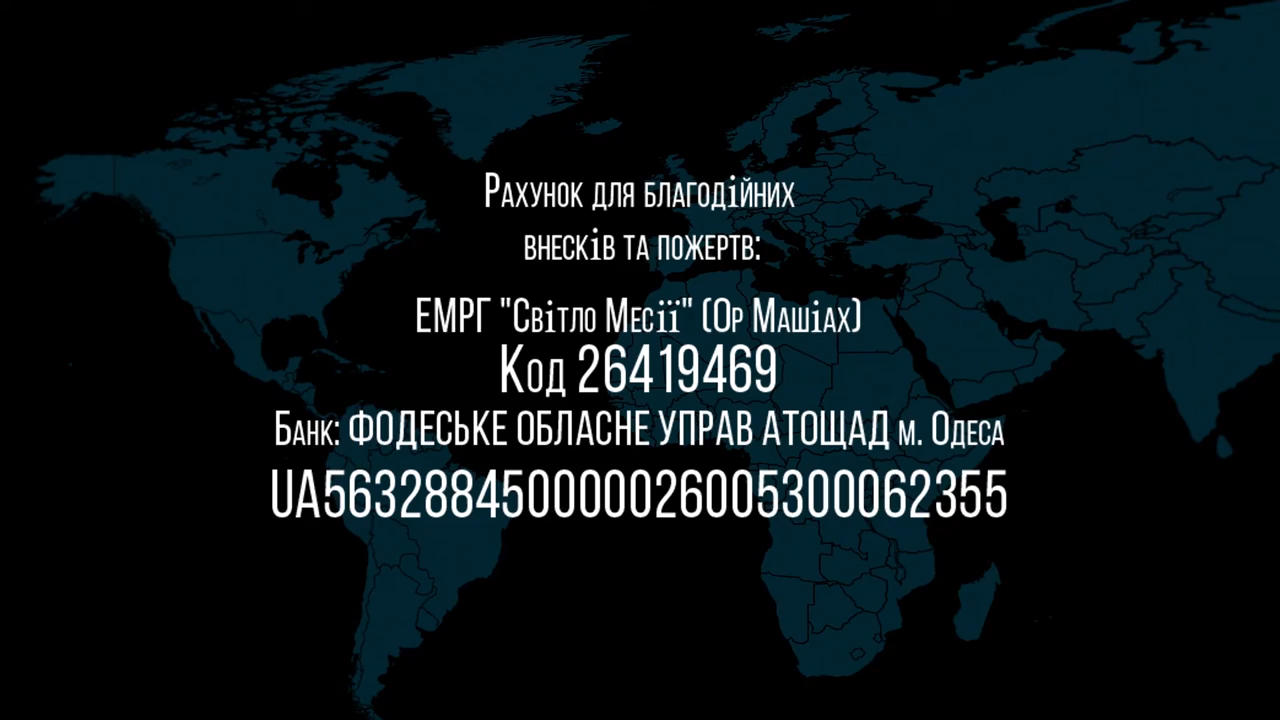 Рахунок для благодійних
внесків та пожертв:
ЕМРГ "Світло Месії" (Ор Машіах)
Код 26419469
Банк: ФОДЕСЬКЕ ОБЛАСНЕ УПРАВ АТОЩАД м. Одеса
UA563288450000026005300062355